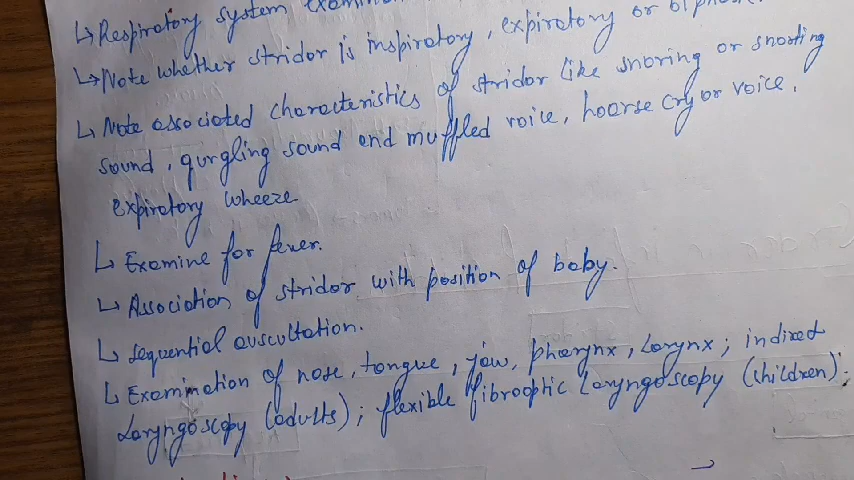 ↳ Respiratory system
↳ Note whether stridor is inspiratory, expiratory or
↳ Note associated characteristics of stridor like snoring or snorting
sound, gurgling sound and muffled voice, hoarse cry or voice,
expiratory wheeze
↳ Examine for fever.
↳ Association of stridor with position of baby.
↳ Sequential auscultation.
↳ Examination of nose, tongue, jaw, pharynx, Larynx; indirect
Laryngoscopy (adults); flexible fibrooptic Laryngoscopy (children);